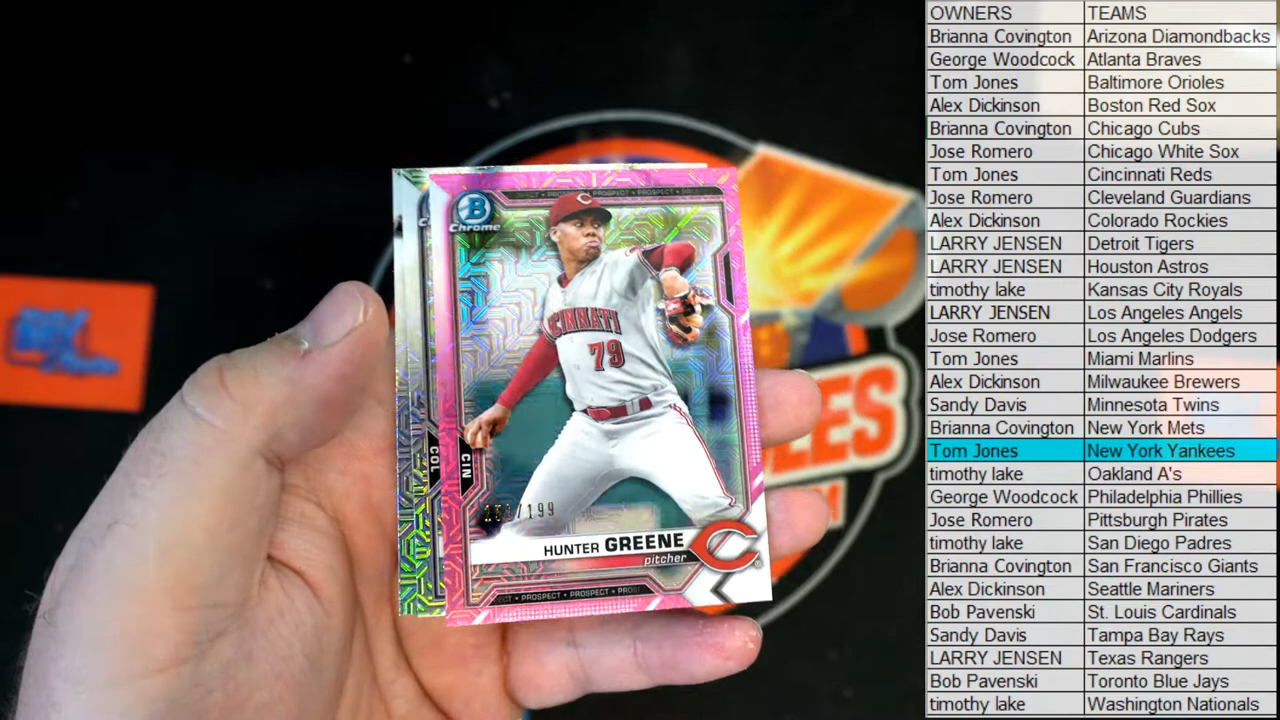 OWNERS TEAMS
Brianna Covington Arizona Diamondbacks
George Woodcock Atlanta Braves
Tom Jones Baltimore Orioles
Alex Dickinson Boston Red Sox
Brianna Covington Chicago Cubs
Jose Romero Chicago White Sox
Tom Jones Cincinnati Reds
Jose Romero Cleveland Guardians
Alex Dickinson Colorado Rockies
LARRY JENSEN Detroit Tigers
LARRY JENSEN Houston Astros
timothy lake Kansas City Royals
LARRY JENSEN Los Angeles Angels
Jose Romero Los Angeles Dodgers
Tom Jones Miami Marlins
Alex Dickinson Milwaukee Brewers
Sandy Davis Minnesota Twins
Brianna Covington New York Mets
Tom Jones New York Yankees
timothy lake Oakland A's
George Woodcock Philadelphia Phillies
Jose Romero Pittsburgh Pirates
timothy lake San Diego Padres
Brianna Covington San Francisco Giants
Alex Dickinson Seattle Mariners
Bob Pavenski St. Louis Cardinals
Sandy Davis Tampa Bay Rays
LARRY JENSEN Texas Rangers
Bob Pavenski Toronto Blue Jays
timothy lake Washington Nationals
PROSPECT • PROSPECT
B
Chrome
CINNATI
79
COL
CIN
/199
HUNTER GREENE
pitcher
PROSPECT • PROSPECT